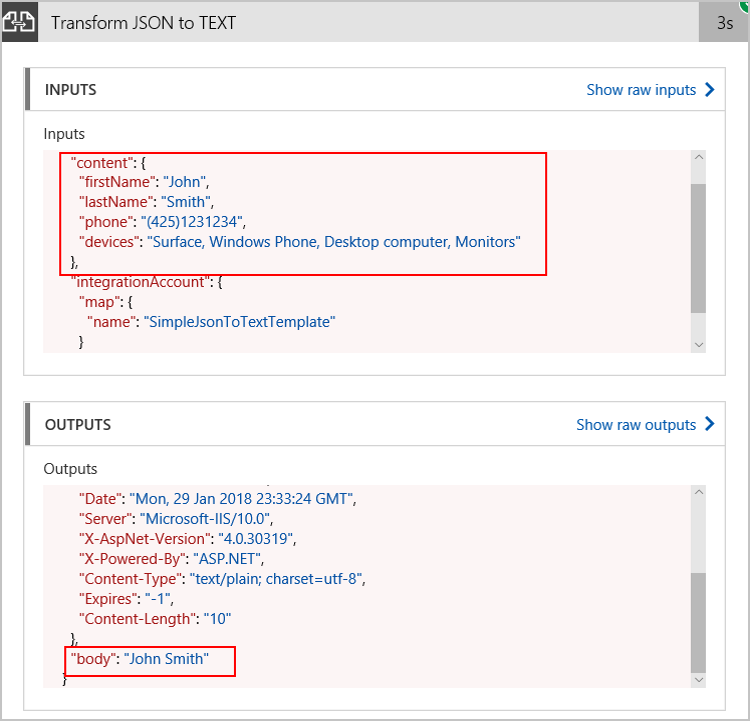 Transform JSON to TEXT
3s
INPUTS
Show raw inputs
Inputs
"content": {
"firstName": "John",
"lastName": "Smith",
"phone": "(425)1231234",
"devices": "Surface, Windows Phone, Desktop computer, Monitors"
},
"integrationAccount": {
"map": {
"name": "SimpleJsonToTextTemplate"
}
OUTPUTS
Show raw outputs
Outputs
"Date": "Mon, 29 Jan 2018 23:33:24 GMT",
"Server": "Microsoft-IIS/10.0",
"X-AspNet-Version": "4.0.30319",
"X-Powered-By": "ASP.NET",
"Content-Type": "text/plain; charset=utf-8",
"Expires": "-1",
"Content-Length": "10"
},
"body": "John Smith"
}